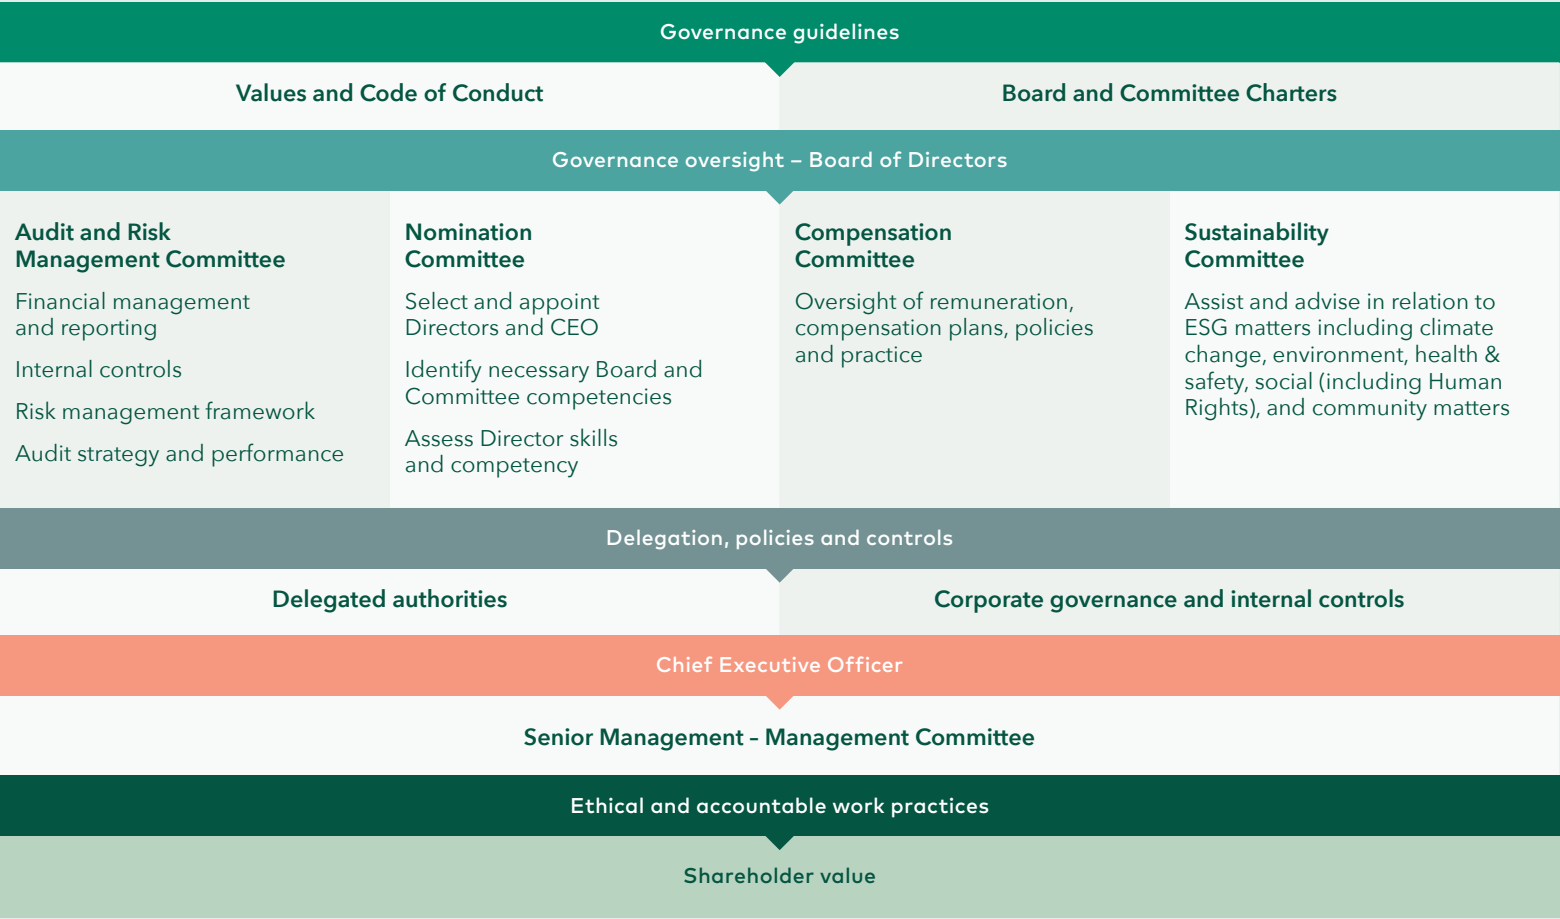 Governance guidelines
Values and Code of Conduct
Board and Committee Charters
Governance oversight – Board of Directors
Audit and Risk
Management Committee
Financial management
and reporting
Internal controls
Risk management framework
Audit strategy and performance
Nomination
Committee
Select and appoint
Directors and CEO
Identify necessary Board and
Committee competencies
Assess Director skills
and competency
Compensation
Committee
Oversight of remuneration,
compensation plans, policies
and practice
Sustainability
Committee
Assist and advise in relation to
ESG matters including climate
change, environment, health &
safety, social (including Human
Rights), and community matters
Delegation, policies and controls
Delegated authorities
Corporate governance and internal controls
Chief Executive Officer
Senior Management – Management Committee
Ethical and accountable work practices
Shareholder value